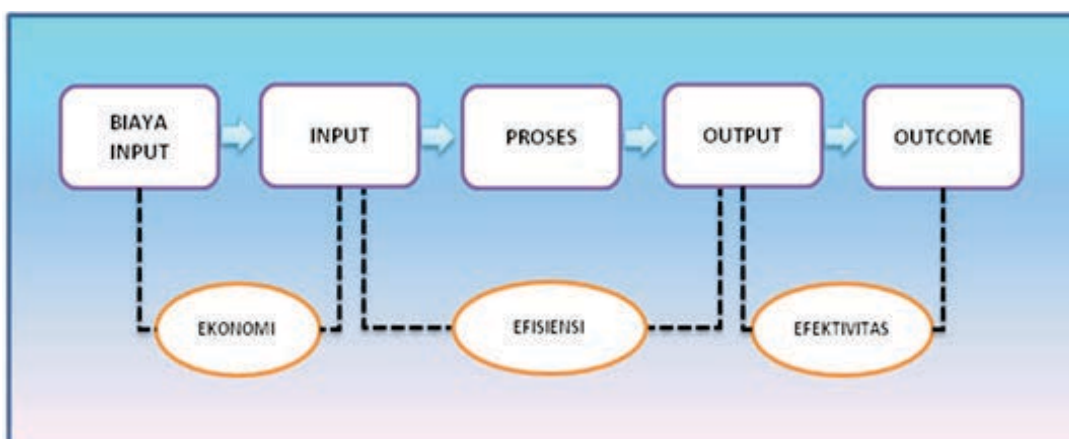 BIAYA
INPUT
INPUT
PROSES
OUTPUT
OUTCOME
EKONOMI
EFISIENSI
EFEKTIVITAS